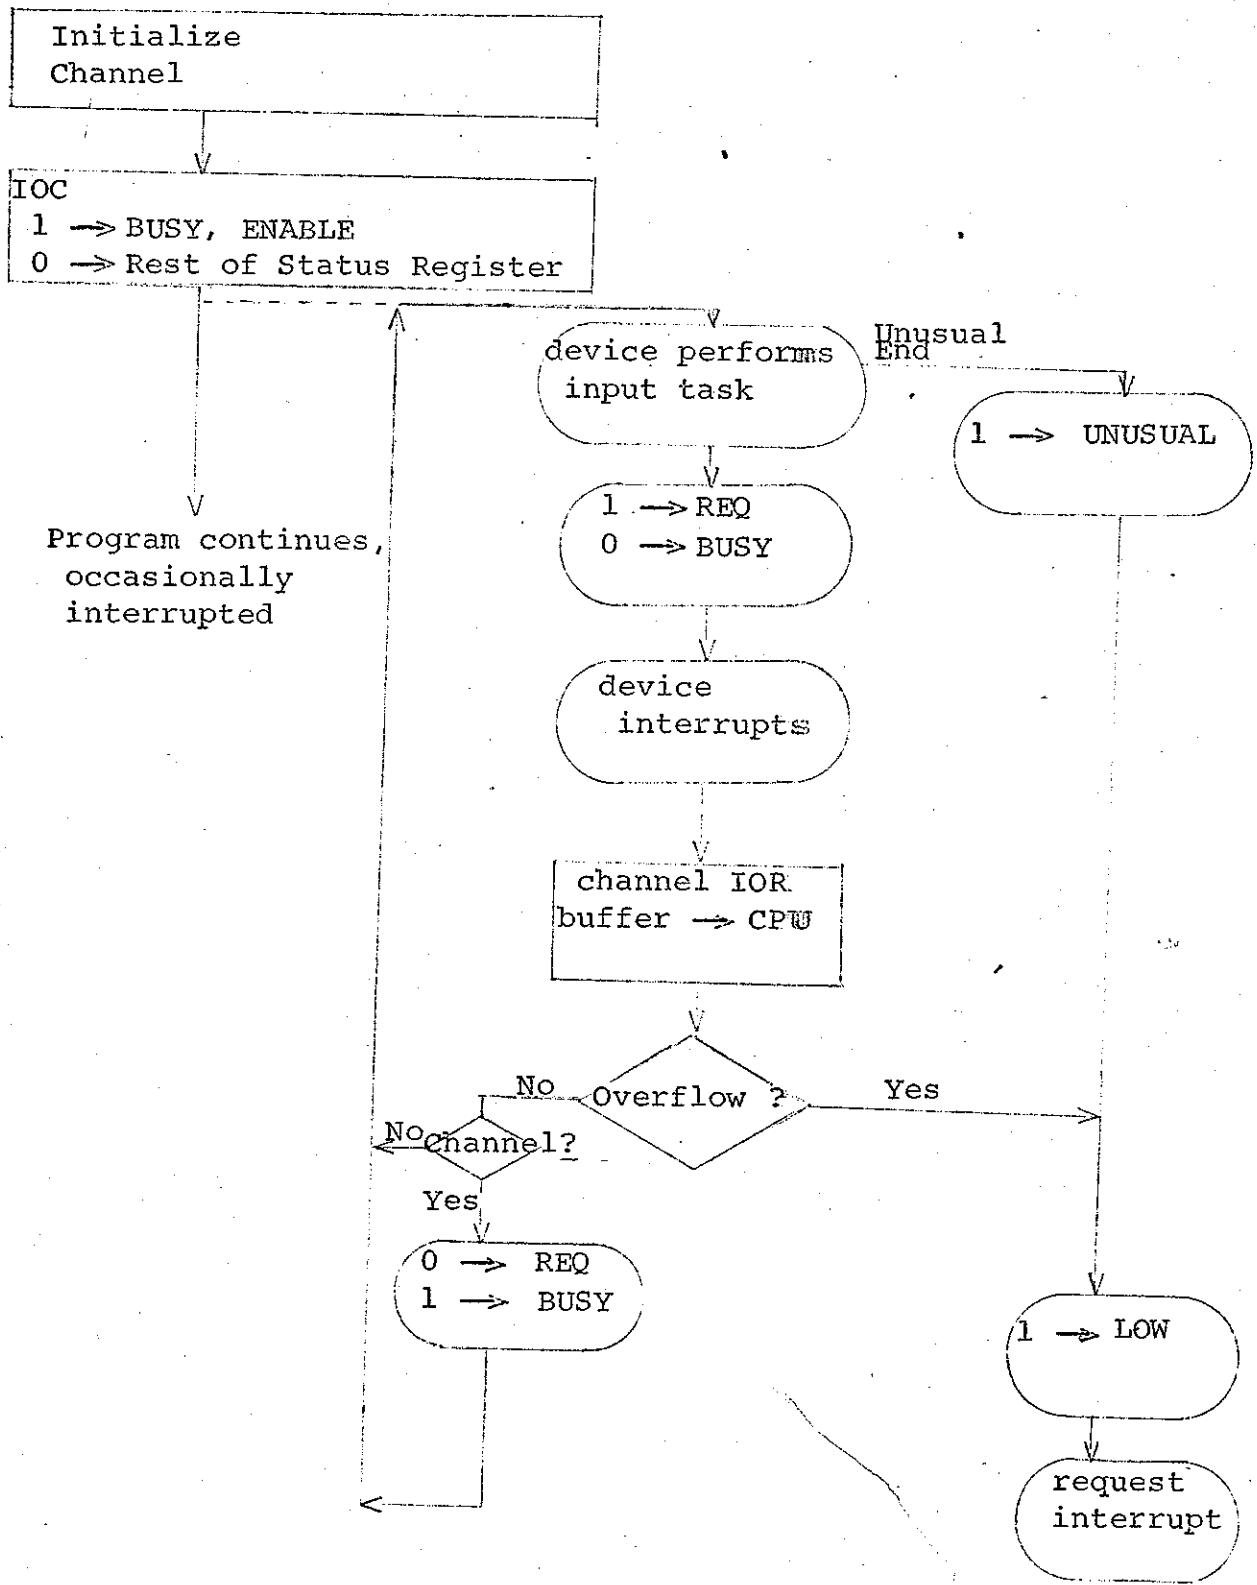 Initialize
Channel
IOC
1 → BUSY, ENABLE
0 → Rest of Status Register
Program continues,
occasionally
interrupted
device performs
input task
Unusual
End
1 → UNUSUAL
1 → REQ
0 → BUSY
device
interrupts
channel IOR
buffer → CPU
Overflow ?
No
Yes
Channel?
No
Yes
0 → REQ
1 → BUSY
1 → LOW
request
interrupt